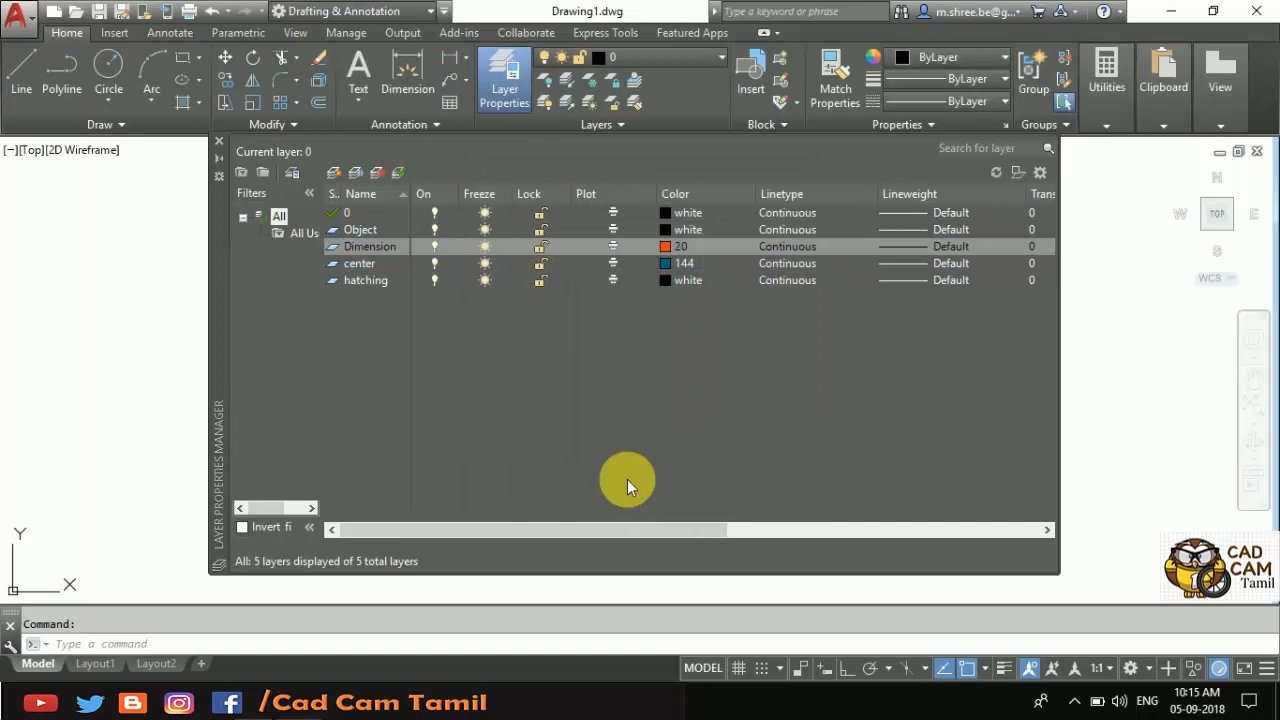 Drafting & Annotation
Drawing1.dwg
Type a keyword or phrase
m.shree.be@g...
Home Insert Annotate Parametric View Manage Output Add-ins Collaborate Express Tools Featured Apps
0
ByLayer
ByLayer
ByLayer
Line Polyline Circle Arc Text Dimension Layer Properties Insert Match Properties Group Utilities Clipboard View
Draw Modify Annotation Layers Block Properties Groups
[−][Top][2D Wireframe]
Current layer: 0
Search for layer
Filters
All
All Us
S.. Name On Freeze Lock Plot Color Linetype Lineweight Trans
0 white Continuous Default 0
Object white Continuous Default 0
Dimension 20 Continuous Default 0
center 144 Continuous Default 0
hatching white Continuous Default 0
Invert fi
All: 5 layers displayed of 5 total layers
LAYER PROPERTIES MANAGER
N
W TOP E
S
WCS
Y
X
CAD
CAM
Tamil
Command:
Type a command
Model Layout1 Layout2 +
MODEL 1:1
/Cad Cam Tamil
ENG
10:15 AM
05-09-2018